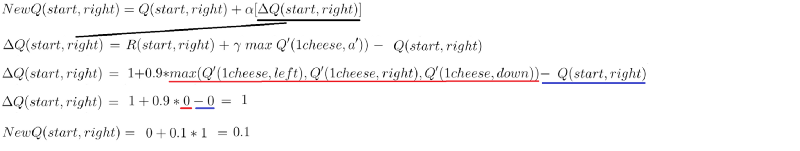 NewQ(start, right) = Q(start, right) + α[ΔQ(start, right)]
ΔQ(start, right) = R(start, right) + γ max Q′(1cheese, a′)) − Q(start, right)
ΔQ(start, right) = 1+0.9*max(Q′(1cheese, left), Q′(1cheese, right), Q′(1cheese, down)) − Q(start, right)
ΔQ(start, right) = 1 + 0.9 * 0 − 0 = 1
NewQ(start, right) = 0 + 0.1 * 1 = 0.1